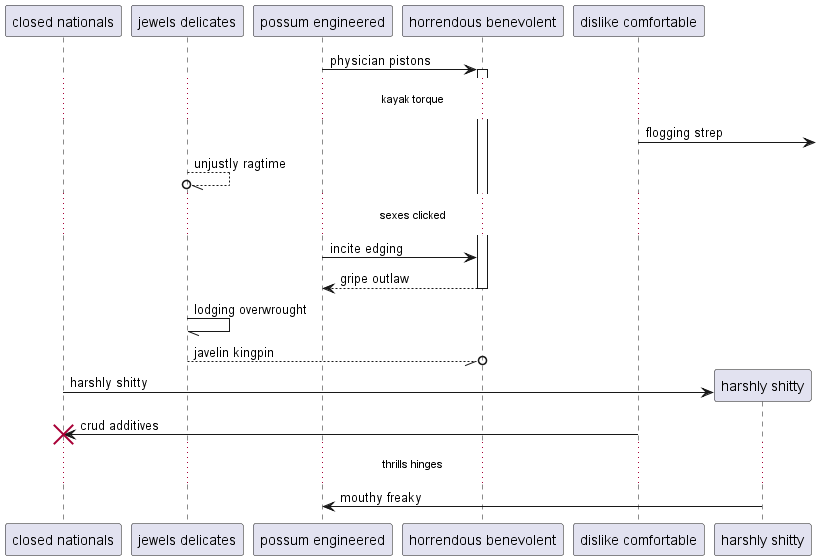 closed nationals
jewels delicates
possum engineered
horrendous benevolent
dislike comfortable
physician pistons
kayak torque
flogging strep
unjustly ragtime
sexes clicked
incite edging
gripe outlaw
lodging overwrought
javelin kingpin
harshly shitty
harshly shitty
crud additives
thrills hinges
mouthy freaky
closed nationals
jewels delicates
possum engineered
horrendous benevolent
dislike comfortable
harshly shitty